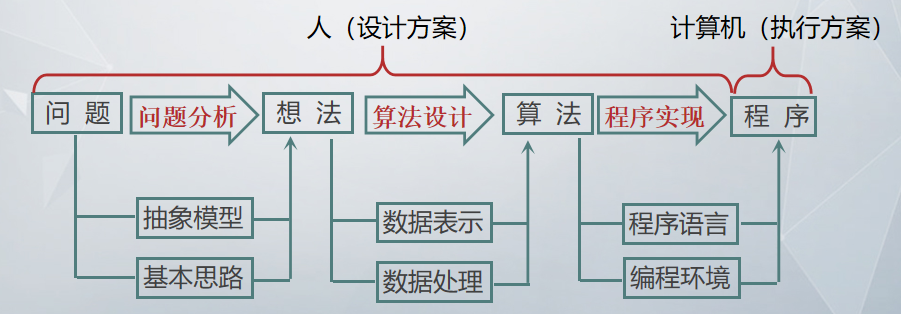 人（设计方案）
计算机（执行方案）
问 题
问题分析
想 法
算法设计
算 法
程序实现
程 序
抽象模型
基本思路
数据表示
数据处理
程序语言
编程环境